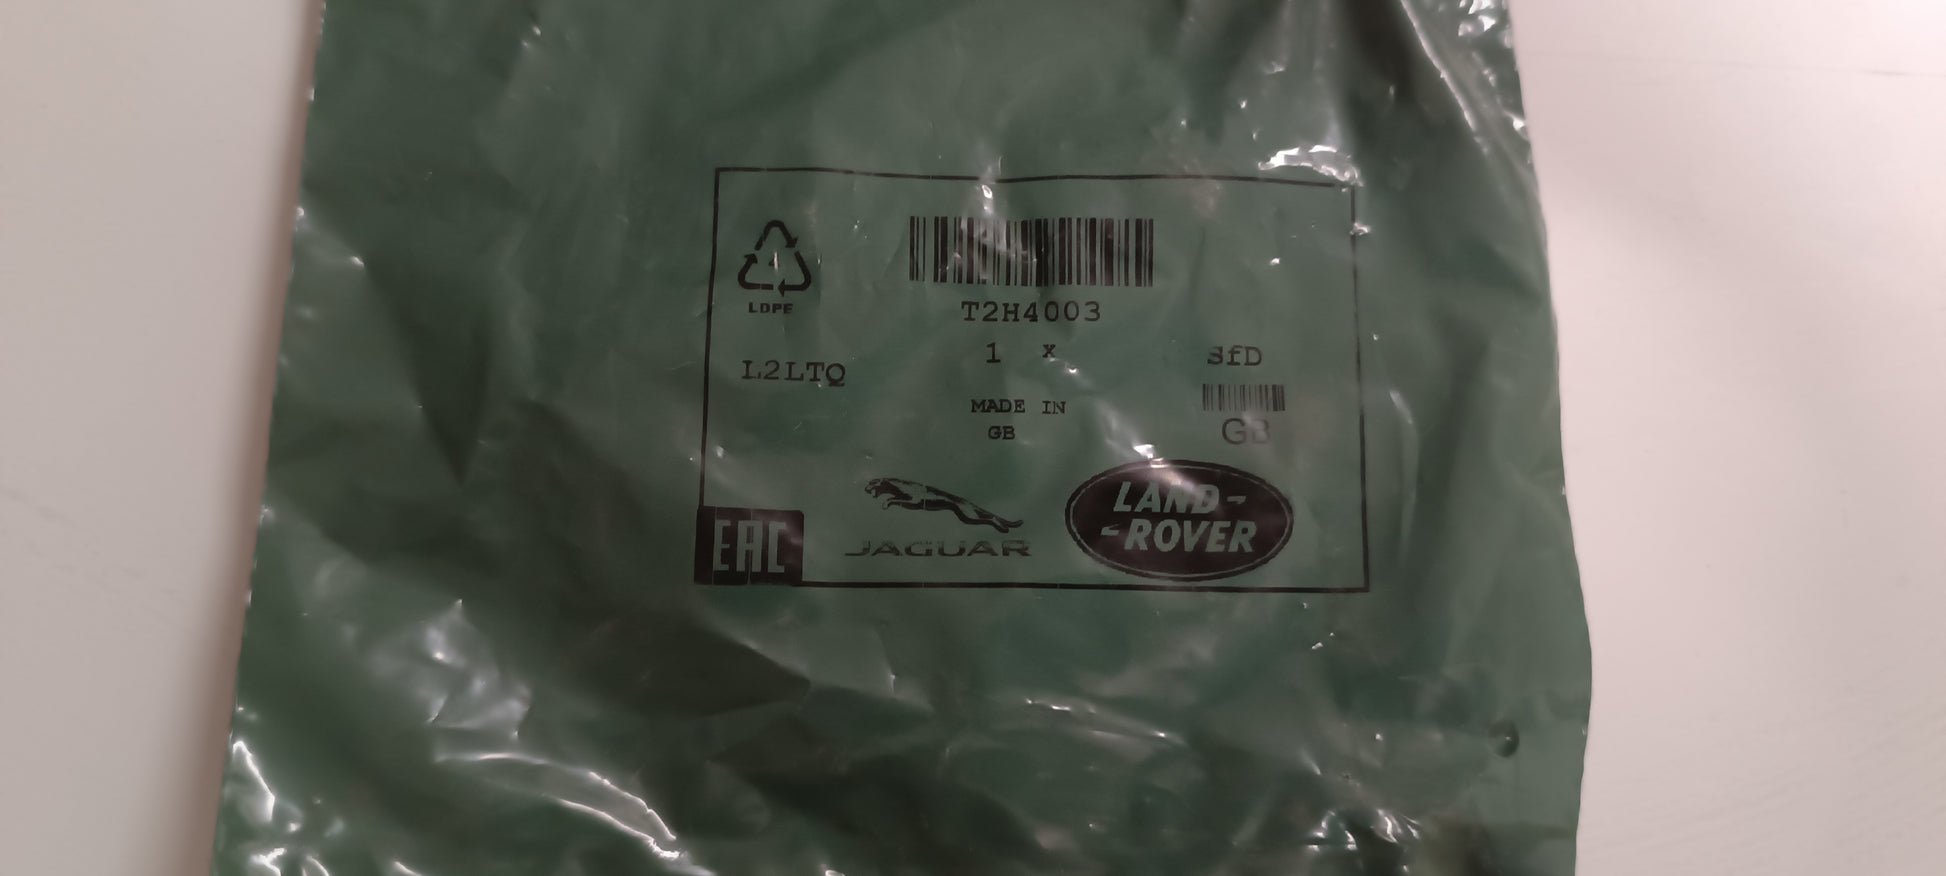 LDPE
T2H4003
1 x
L2LTQ
SfD
MADE IN
GB
GB
EAC
JAGUAR
LAND-
-ROVER